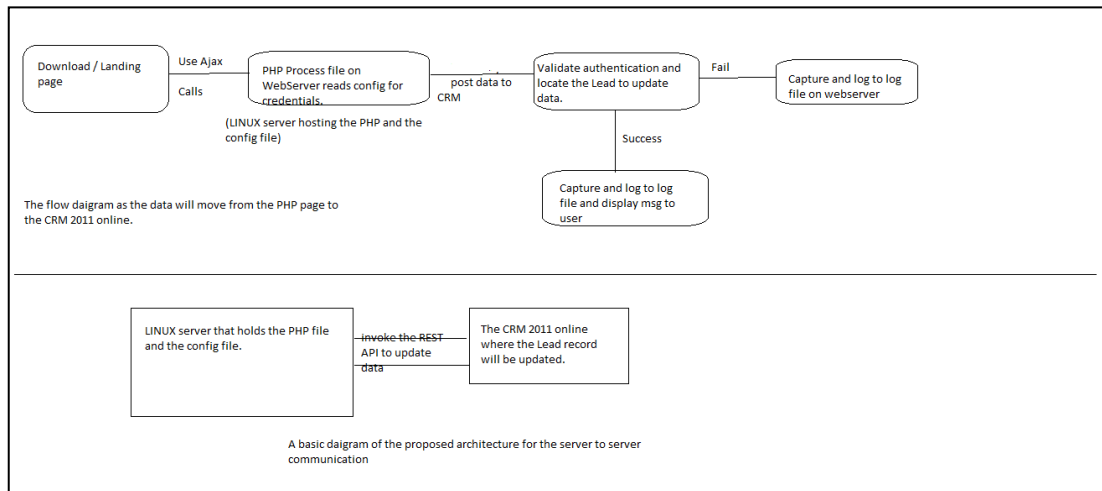 Download / Landing
page
Use Ajax
Calls
PHP Process file on
WebServer reads config for
credentials.
(LINUX server hosting the PHP and the
config file)
post data to
CRM
Validate authentication and
locate the Lead to update
data.
Fail
Capture and log to log
file on webserver
Success
Capture and log to log
file and display msg to
user
The flow daigram as the data will move from the PHP page to
the CRM 2011 online.
LINUX server that holds the PHP file
and the config file.
invoke the REST
API to update
data
The CRM 2011 online
where the Lead record
will be updated.
A basic daigram of the proposed architecture for the server to server
communication